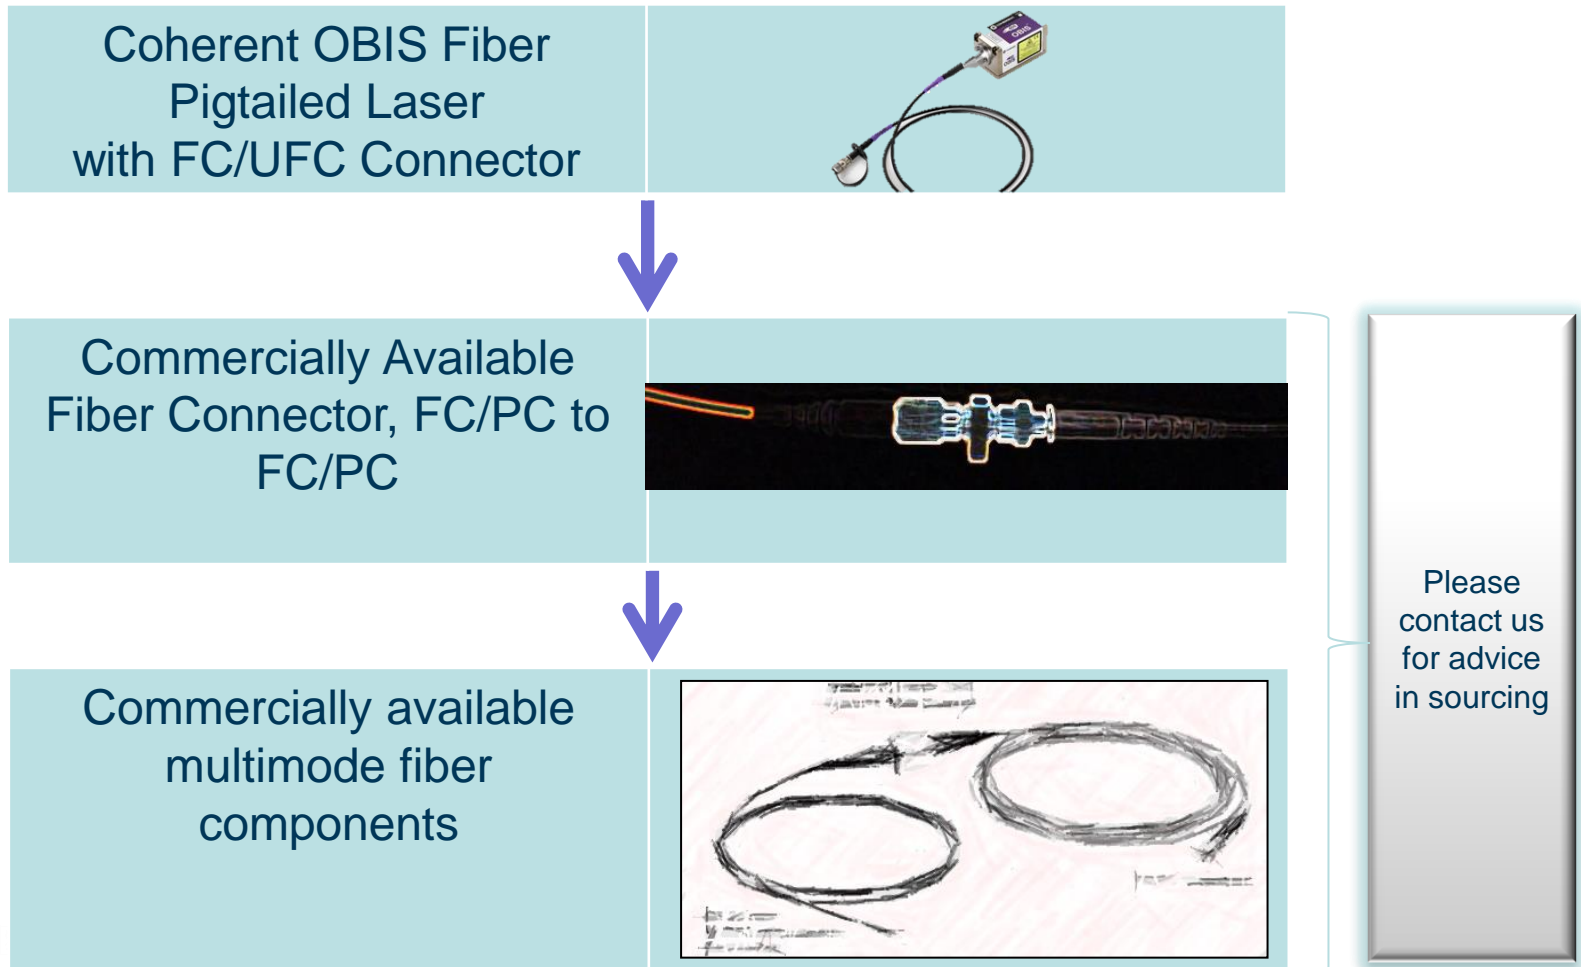 Coherent OBIS Fiber
Pigtailed Laser
with FC/UFC Connector
OBIS
Commercially Available
Fiber Connector, FC/PC to
FC/PC
Commercially available
multimode fiber
components
Please
contact us
for advice
in sourcing